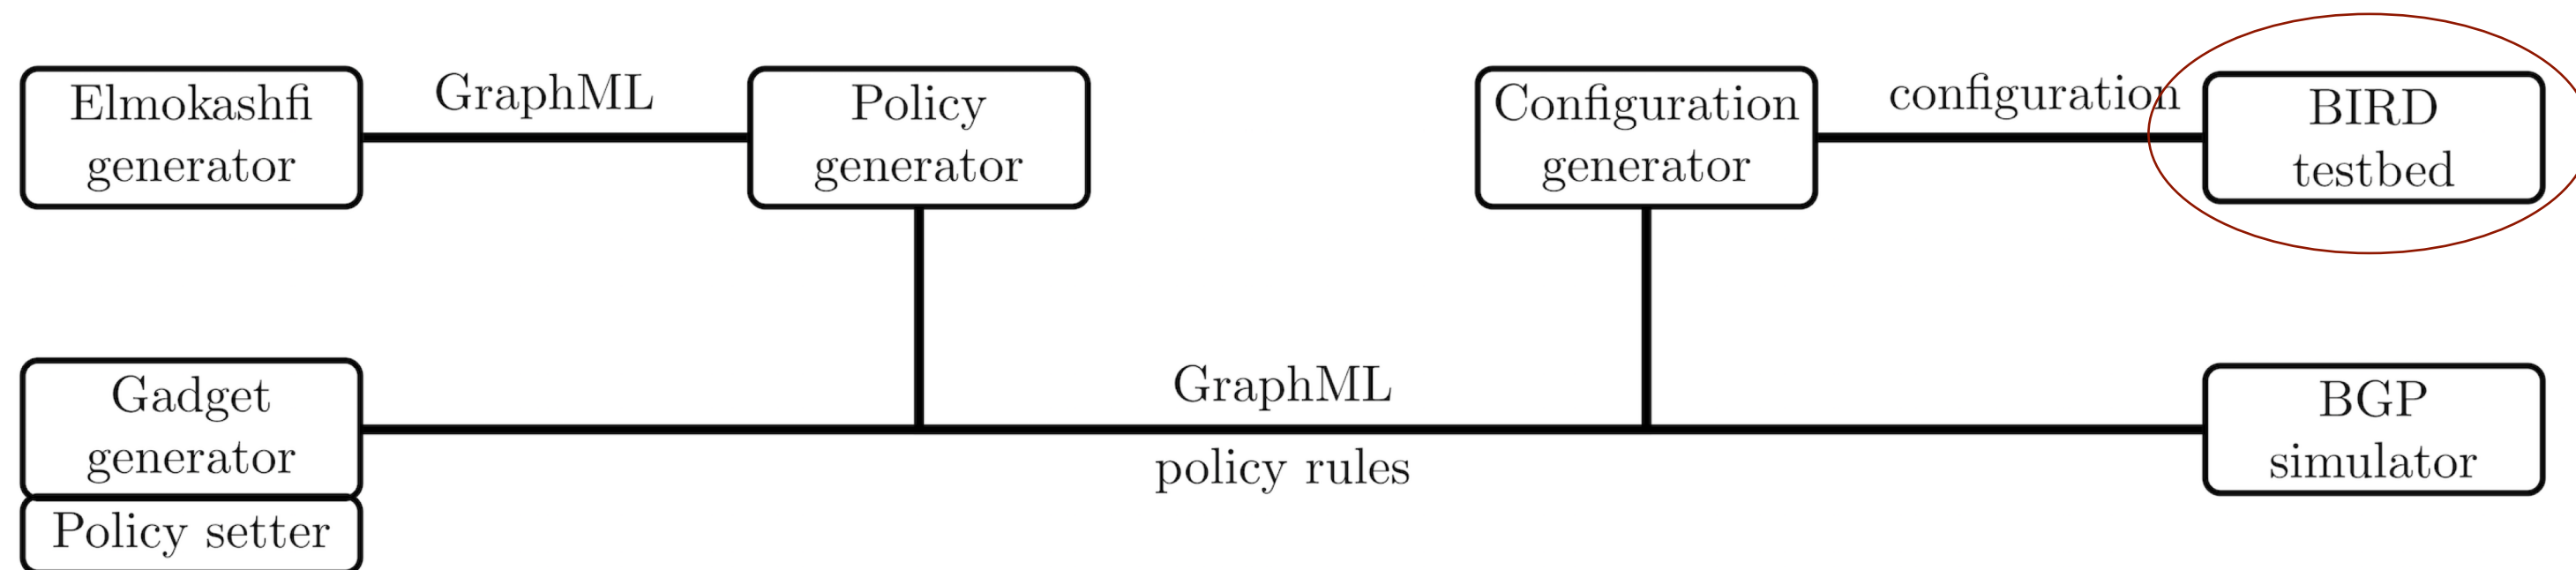 Elmokashfi
generator
GraphML
Policy
generator
Configuration
generator
configuration
BIRD
testbed
Gadget
generator
Policy setter
GraphML
policy rules
BGP
simulator